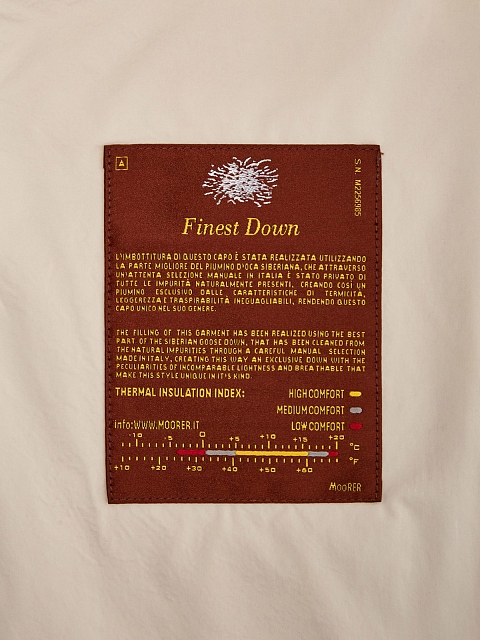 A
S.N. M2256985
Finest Down
L'IMBOTTITURA DI QUESTO CAPO È STATA REALIZZATA UTILIZZANDO
LA PARTE MIGLIORE DEL PIUMINO D'OCA SIBERIANA, CHE ATTRAVERSO
UN'ATTENTA SELEZIONE MANUALE IN ITALIA È STATO PRIVATO DI
TUTTE LE IMPURITÀ NATURALMENTE PRESENTI, CREANDO COSÌ UN
PIUMINO ESCLUSIVO DALLE CARATTERISTICHE DI TERMICITÀ,
LEGGEREZZA E TRASPIRABILITÀ INEGUAGLIABILI, RENDENDO QUESTO
CAPO UNICO NEL SUO GENERE.
THE FILLING OF THIS GARMENT HAS BEEN REALIZED USING THE BEST
PART OF THE SIBERIAN GOOSE DOWN, THAT HAS BEEN CLEANED FROM
THE NATURAL IMPURITIES THROUGH A CAREFUL MANUAL SELECTION
MADE IN ITALY, CREATING THIS WAY AN EXCLUSIVE DOWN WITH THE
PECULIARITIES OF INCOMPARABLE LIGHTNESS AND BREATHABLE THAT
MAKE THIS STYLE UNIQUE IN IT'S KIND.
THERMAL INSULATION INDEX: HIGH COMFORT
MEDIUM COMFORT
info:WWW.MOORER.IT LOW COMFORT
-10 -5 0 +5 +10 +15 +20 °C
+10 +20 +30 +40 +50 +60 °F
MOORER